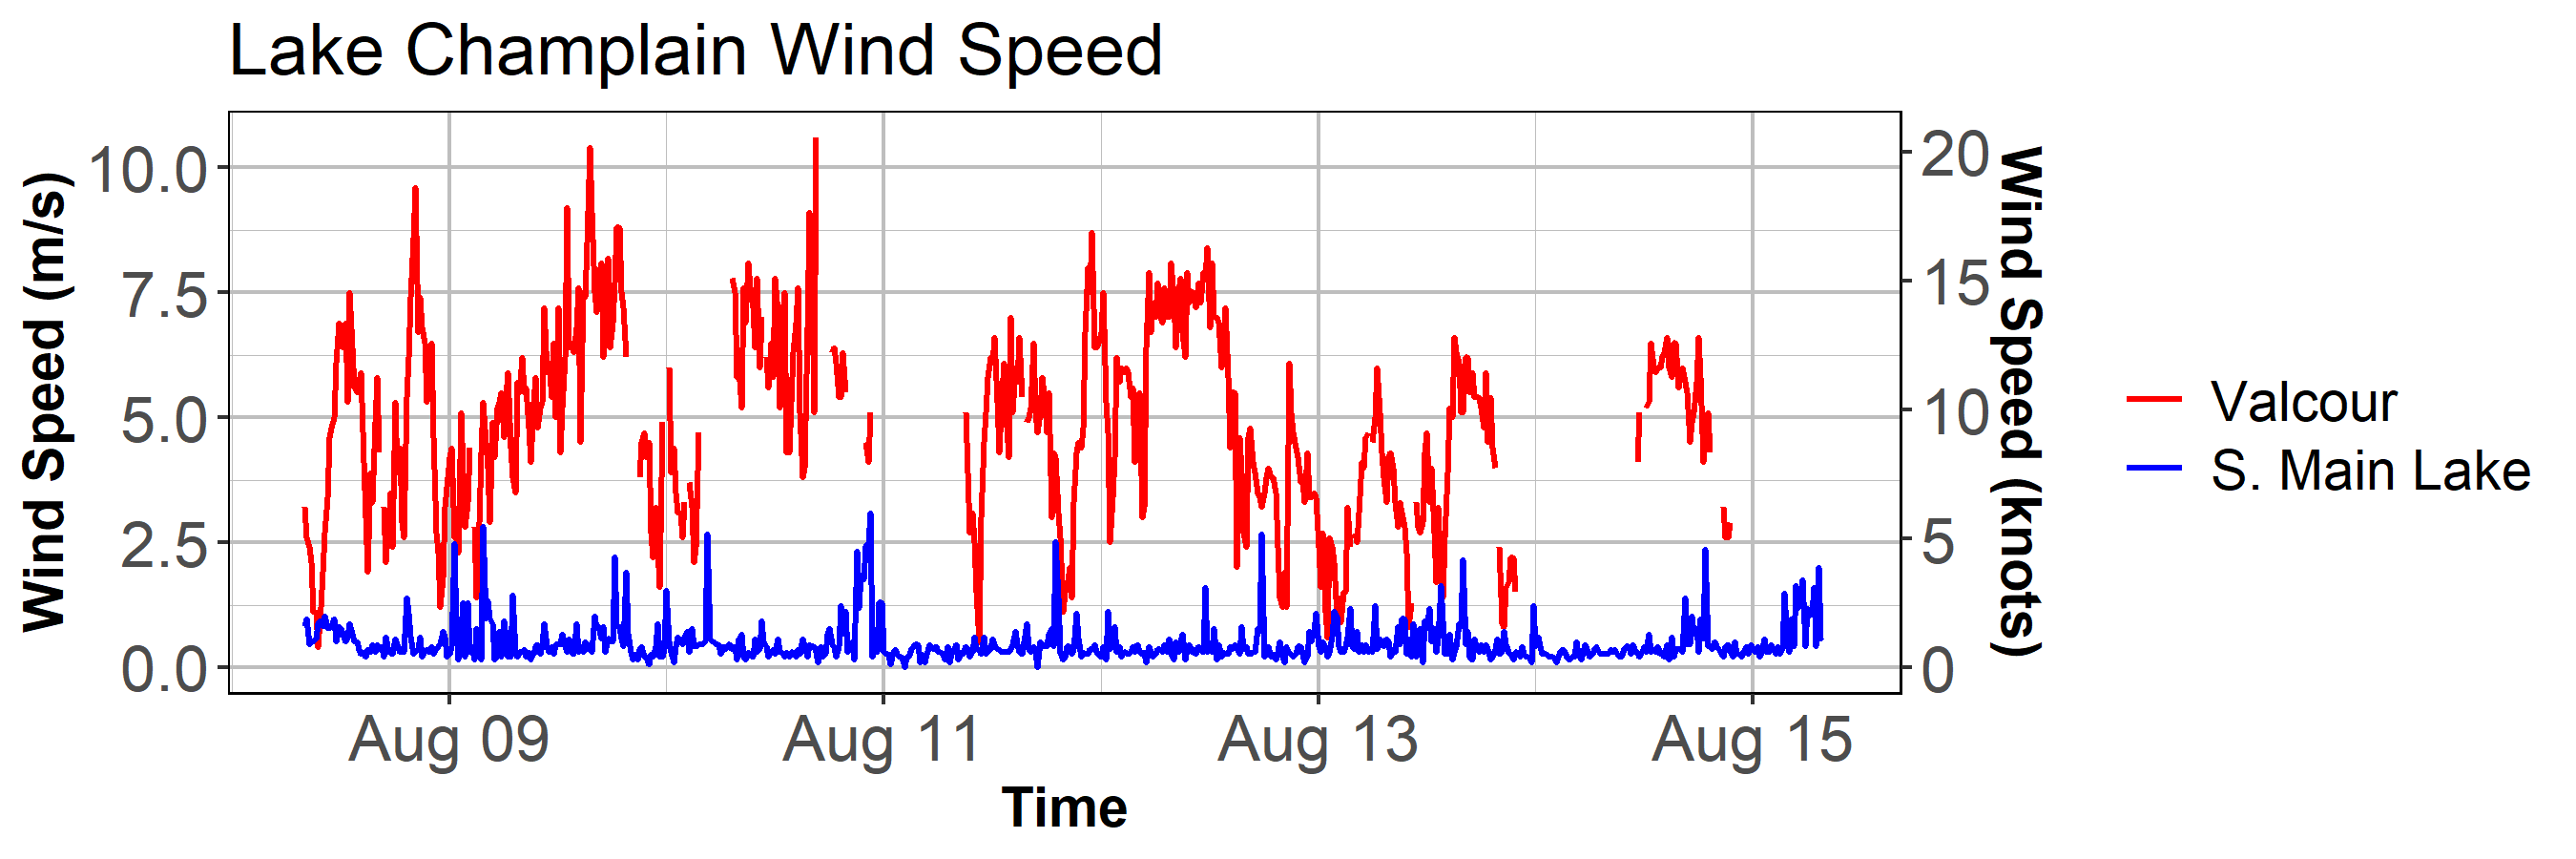 Lake Champlain Wind Speed
Wind Speed (m/s)
10.0
7.5
5.0
2.5
0.0
20
15
10
5
0
Wind Speed (knots)
Aug 09
Aug 11
Aug 13
Aug 15
Time
Valcour
S. Main Lake